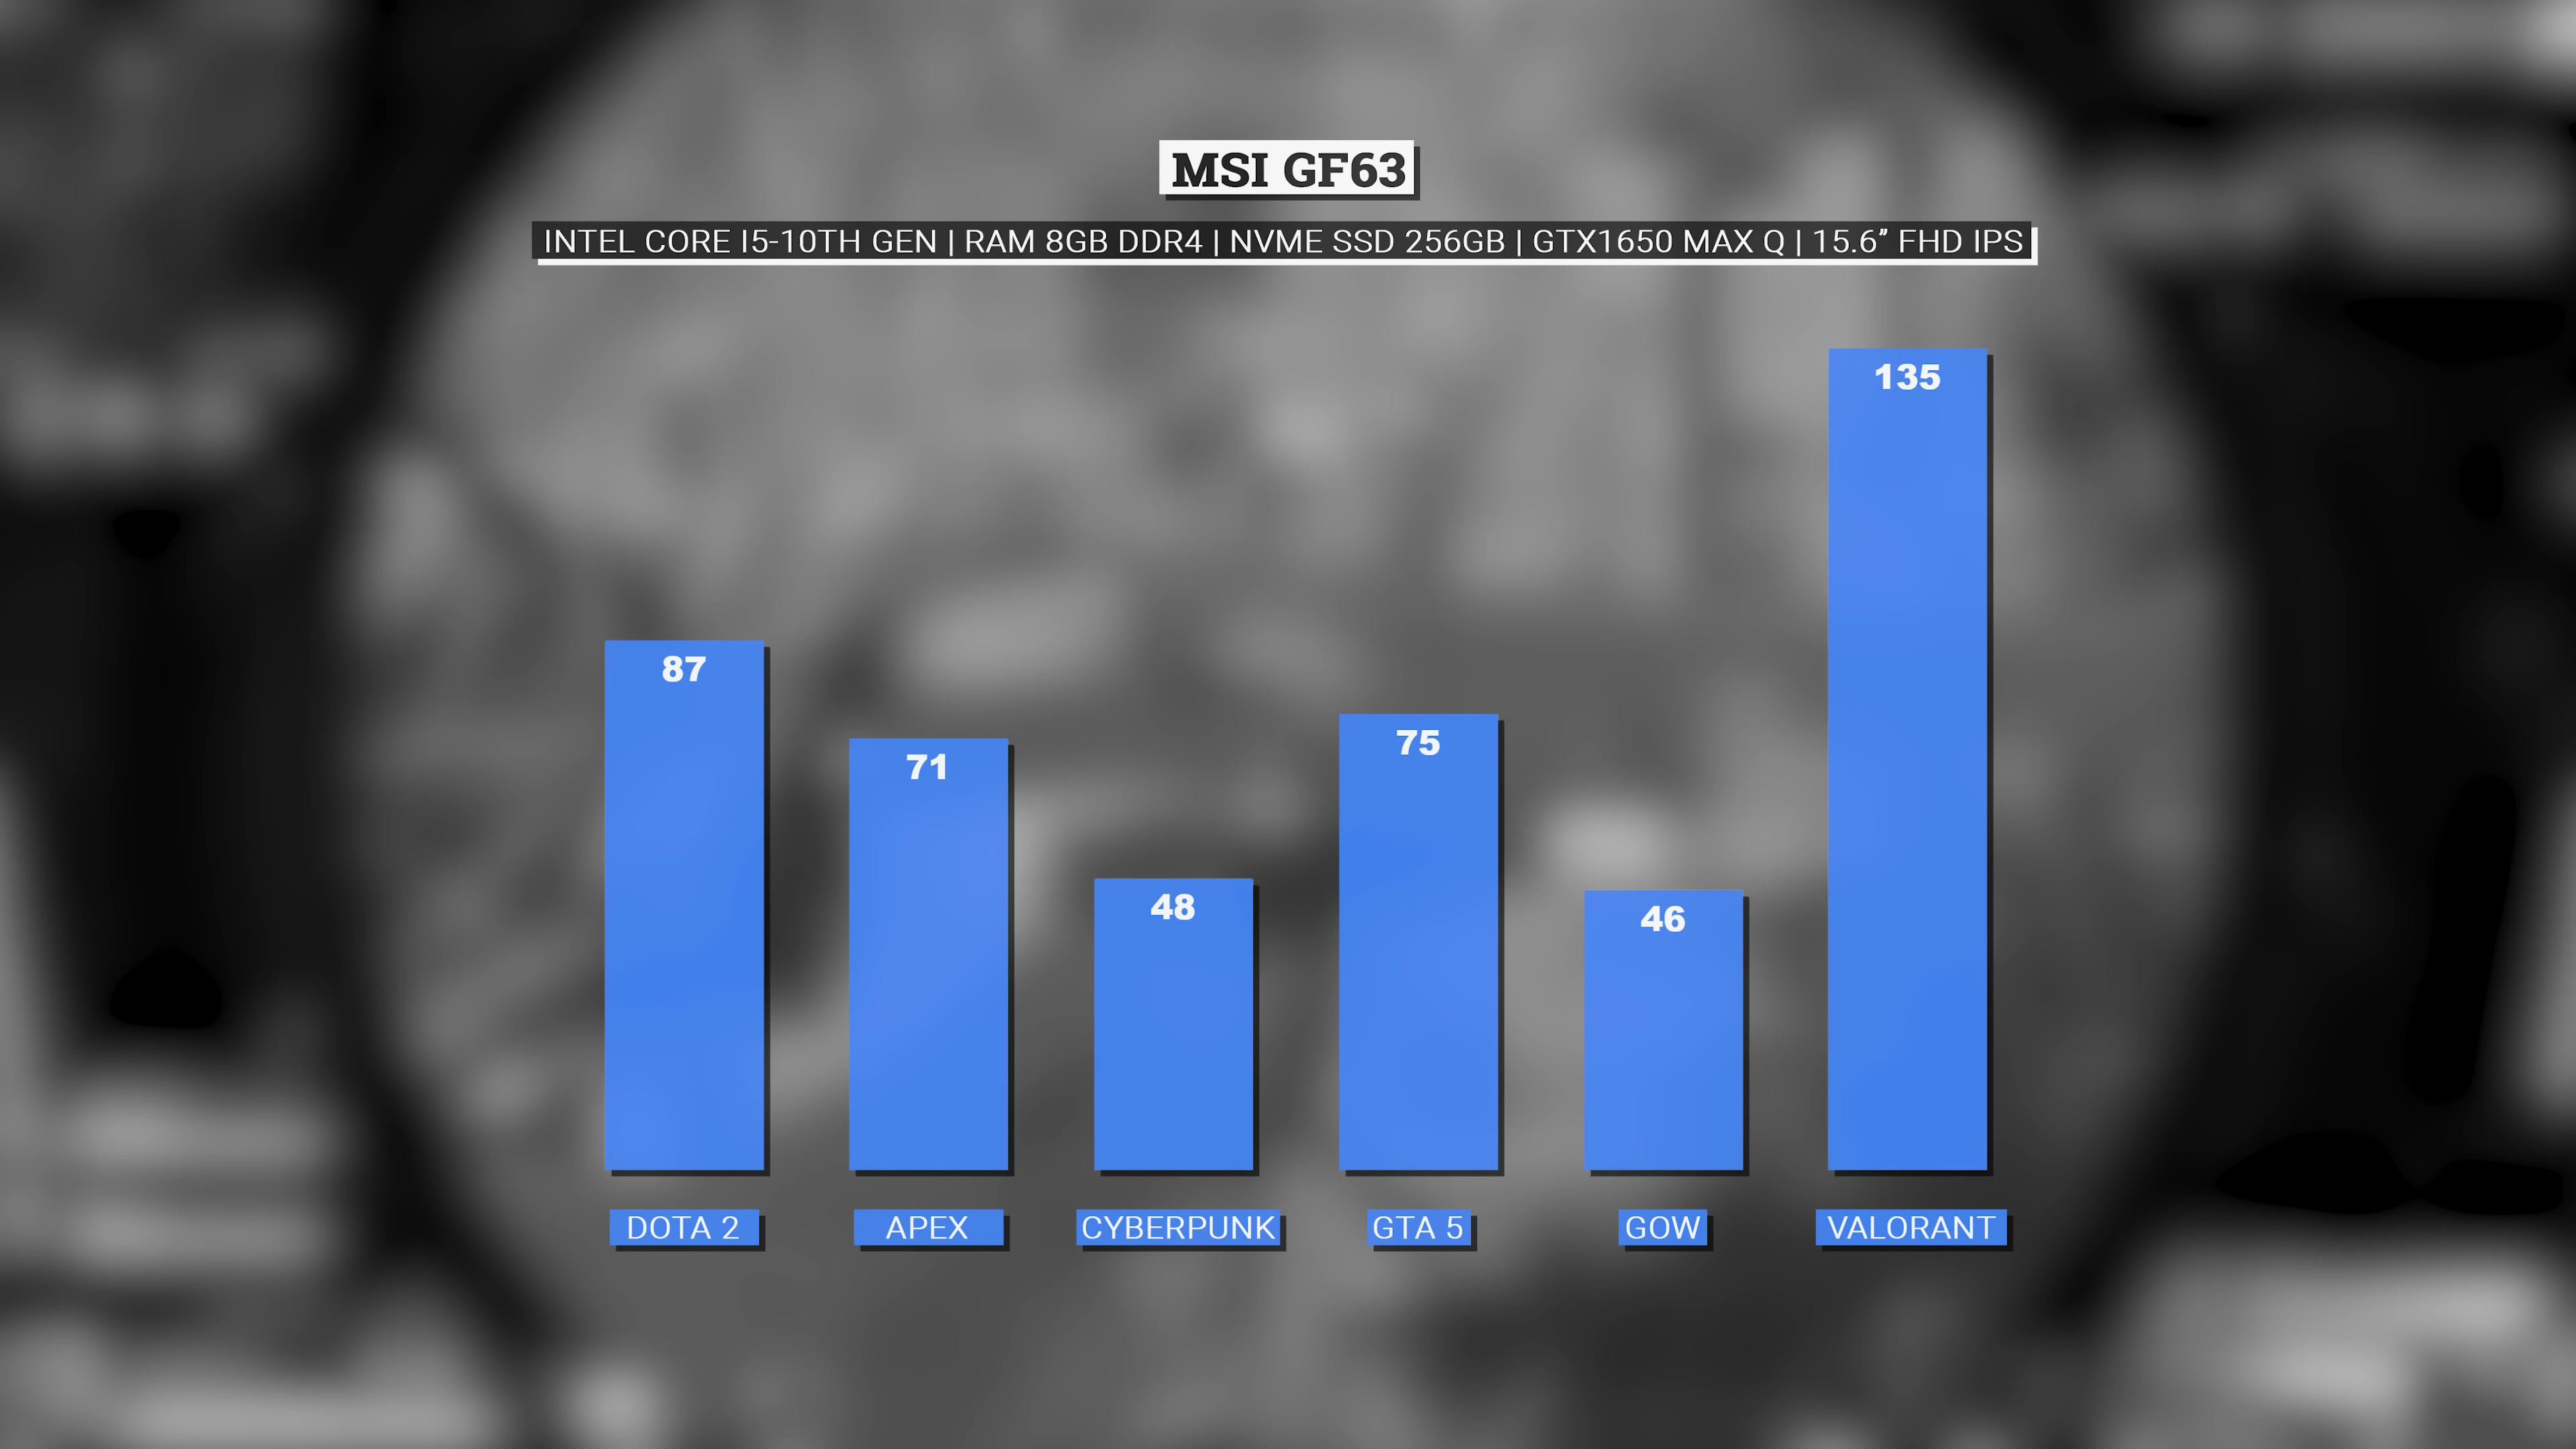 MSI GF63
INTEL CORE I5-10TH GEN | RAM 8GB DDR4 | NVME SSD 256GB | GTX1650 MAX Q | 15.6” FHD IPS
135
87
71
75
48
46
DOTA 2 APEX CYBERPUNK GTA 5 GOW VALORANT